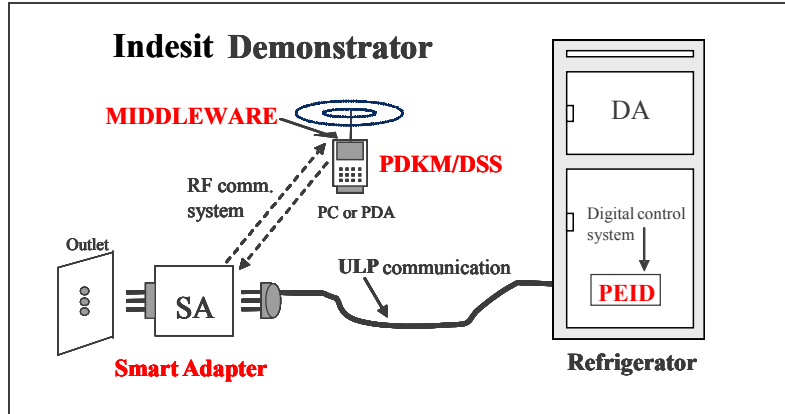 Indesit Demonstrator
MIDDLEWARE
DA
PDKM/DSS
RF comm.
system
PC or PDA
Digital control
system
Outlet
ULP communication
PEID
SA
Smart Adapter
Refrigerator